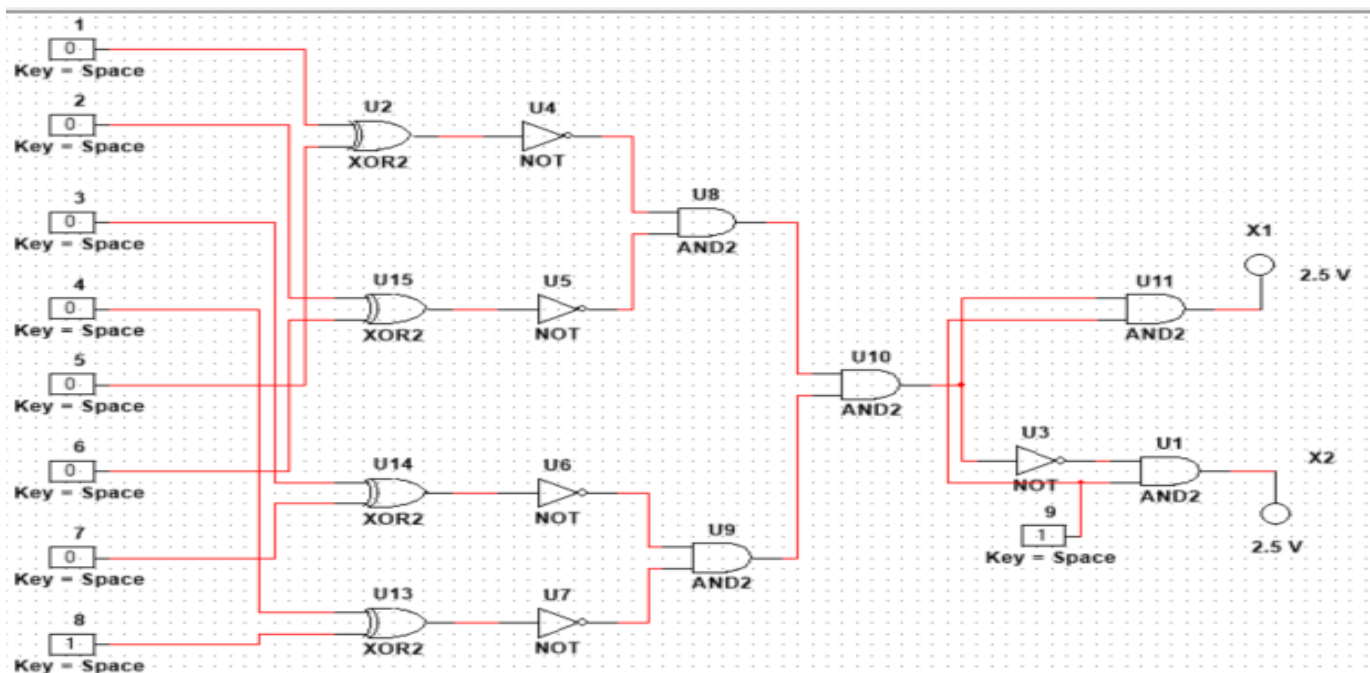 1
0
Key = Space
2
0
Key = Space
3
0
Key = Space
4
0
Key = Space
5
0
Key = Space
6
0
Key = Space
7
0
Key = Space
8
1
Key = Space
U2
XOR2
U4
NOT
U15
XOR2
U5
NOT
U8
AND2
U14
XOR2
U6
NOT
U13
XOR2
U7
NOT
U9
AND2
U10
AND2
U11
AND2
X1
2.5 V
U3
NOT
U1
AND2
X2
2.5 V
9
1
Key = Space